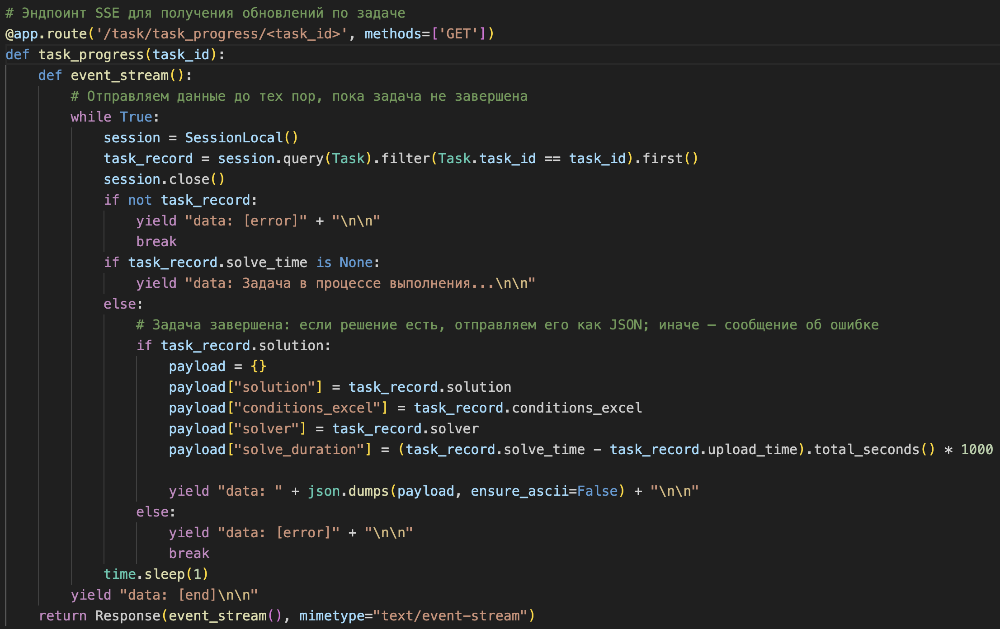 # Эндпоинт SSE для получения обновлений по задаче
@app.route('/task/task_progress/<task_id>', methods=['GET'])
def task_progress(task_id):
    def event_stream():
        # Отправляем данные до тех пор, пока задача не завершена
        while True:
            session = SessionLocal()
            task_record = session.query(Task).filter(Task.task_id == task_id).first()
            session.close()
            if not task_record:
                yield "data: [error]" + "\n\n"
                break
            if task_record.solve_time is None:
                yield "data: Задача в процессе выполнения...\n\n"
            else:
                # Задача завершена: если решение есть, отправляем его как JSON; иначе – сообщение об ошибке
                if task_record.solution:
                    payload = {}
                    payload["solution"] = task_record.solution
                    payload["conditions_excel"] = task_record.conditions_excel
                    payload["solver"] = task_record.solver
                    payload["solve_duration"] = (task_record.solve_time - task_record.upload_time).total_seconds() * 1000

                    yield "data: " + json.dumps(payload, ensure_ascii=False) + "\n\n"
                else:
                    yield "data: [error]" + "\n\n"
                    break
            time.sleep(1)
        yield "data: [end]\n\n"
    return Response(event_stream(), mimetype="text/event-stream")